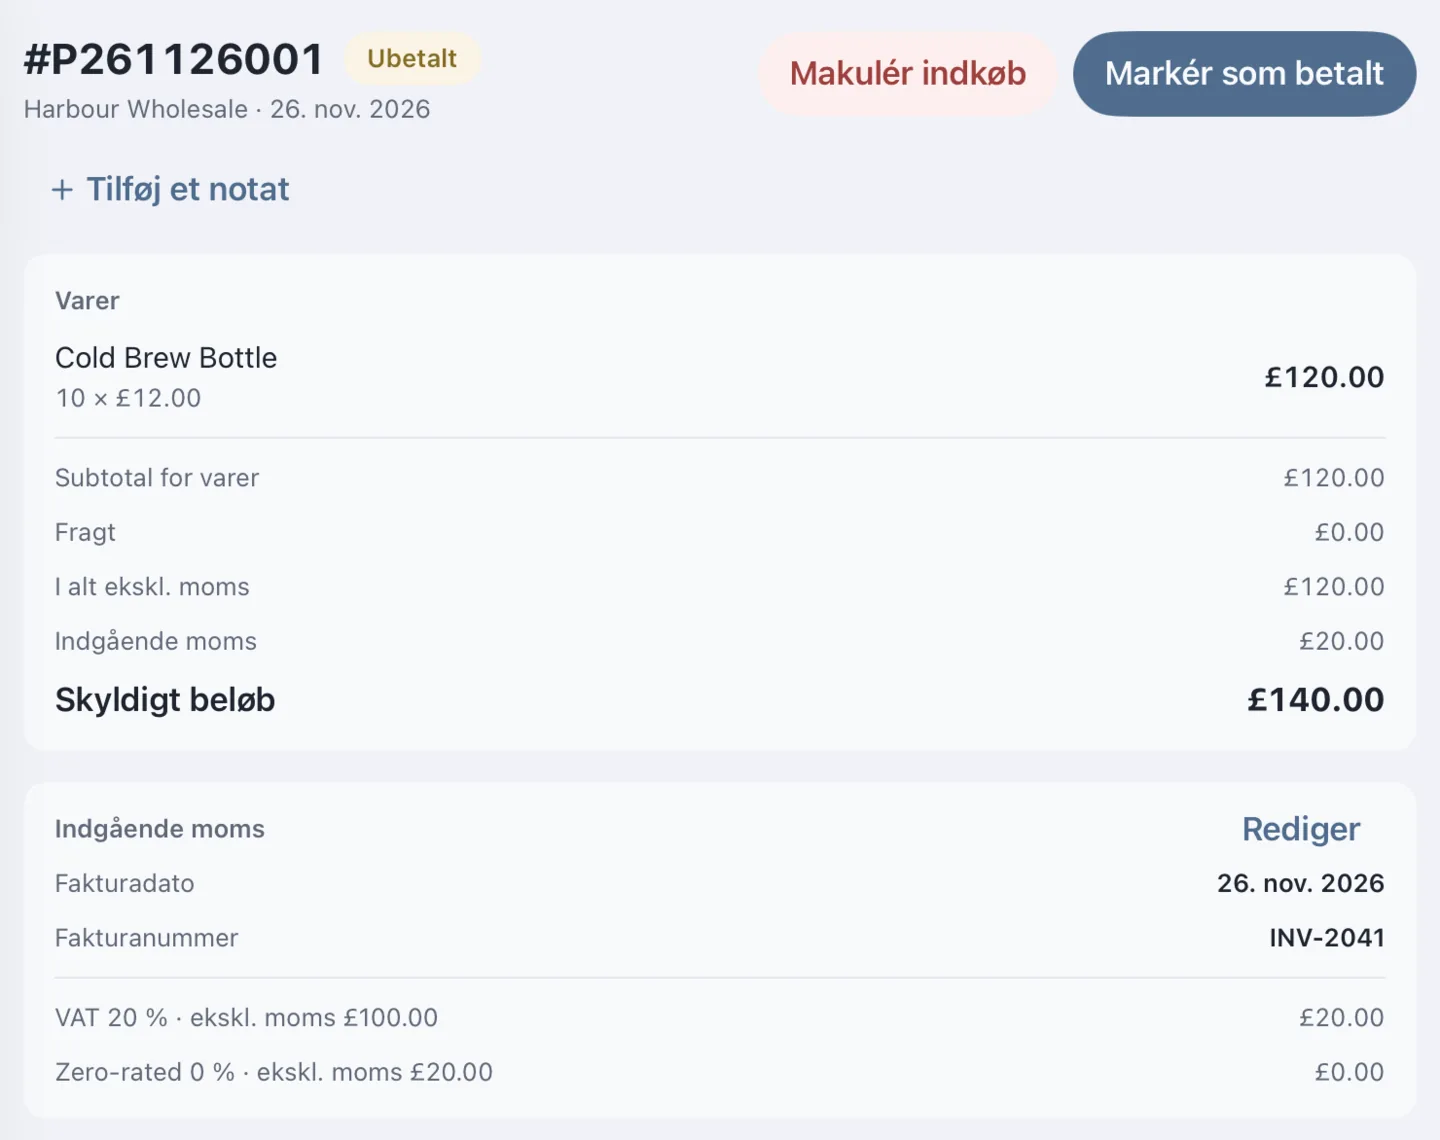 #P261126001 Ubetalt
Harbour Wholesale · 26. nov. 2026
Makulér indkøb
Markér som betalt
+ Tilføj et notat
Varer
Cold Brew Bottle
10 × £12.00
£120.00
Subtotal for varer £120.00
Fragt £0.00
I alt ekskl. moms £120.00
Indgående moms £20.00
Skyldigt beløb £140.00
Indgående moms Rediger
Fakturadato 26. nov. 2026
Fakturanummer INV-2041
VAT 20 % · ekskl. moms £100.00 £20.00
Zero-rated 0 % · ekskl. moms £20.00 £0.00